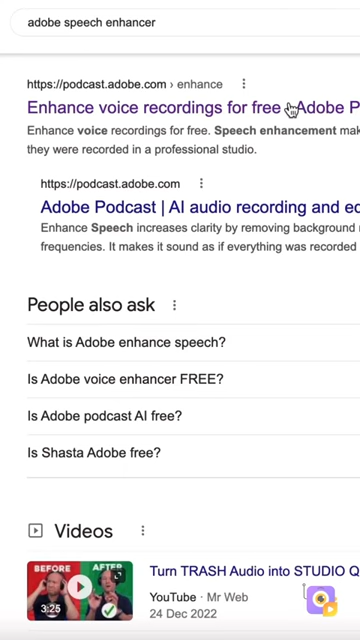 adobe speech enhancer
https://podcast.adobe.com › enhance
Enhance voice recordings for free - Adobe P
Enhance voice recordings for free. Speech enhancement mak
they were recorded in a professional studio.
https://podcast.adobe.com
Adobe Podcast | AI audio recording and ed
Enhance Speech increases clarity by removing background
frequencies. It makes it sound as if everything was recorded
People also ask
What is Adobe enhance speech?
Is Adobe voice enhancer FREE?
Is Adobe podcast AI free?
Is Shasta Adobe free?
Videos
BEFORE AFTER
3:25
Turn TRASH Audio into STUDIO Q
YouTube · Mr Web
24 Dec 2022